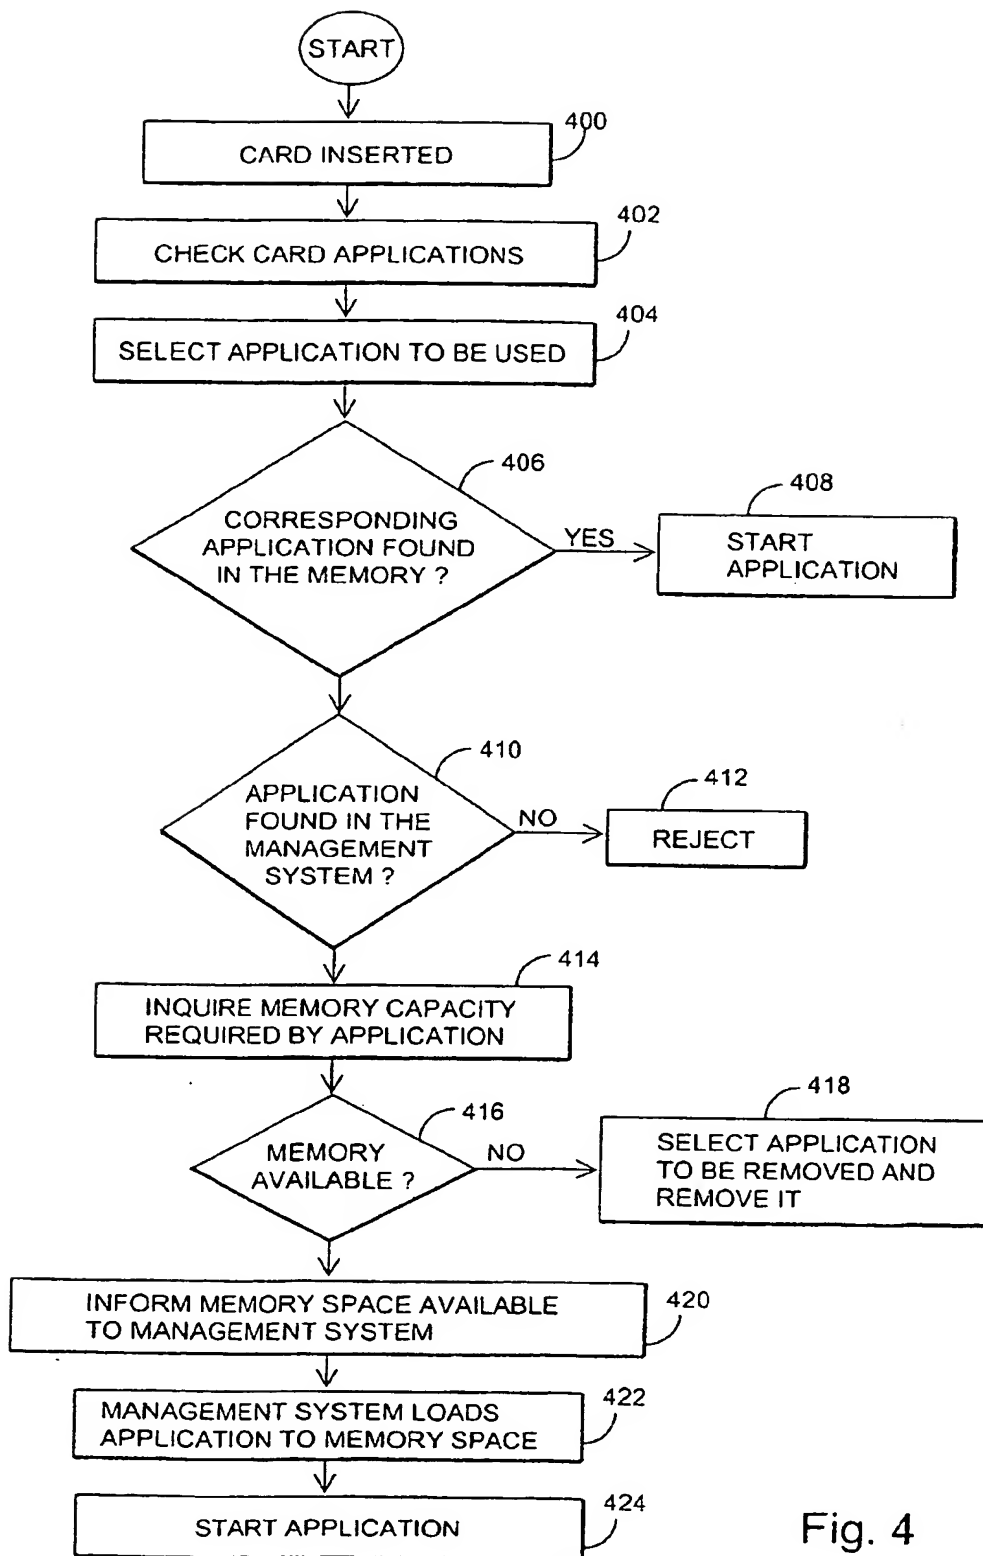 START
400
CARD INSERTED
402
CHECK CARD APPLICATIONS
404
SELECT APPLICATION TO BE USED
406
CORRESPONDING
APPLICATION FOUND
IN THE MEMORY ?
YES
408
START
APPLICATION
410
APPLICATION
FOUND IN THE
MANAGEMENT
SYSTEM ?
NO
412
REJECT
414
INQUIRE MEMORY CAPACITY
REQUIRED BY APPLICATION
416
MEMORY
AVAILABLE ?
NO
418
SELECT APPLICATION
TO BE REMOVED AND
REMOVE IT
INFORM MEMORY SPACE AVAILABLE
TO MANAGEMENT SYSTEM
420
MANAGEMENT SYSTEM LOADS
APPLICATION TO MEMORY SPACE
422
START APPLICATION
424
Fig. 4